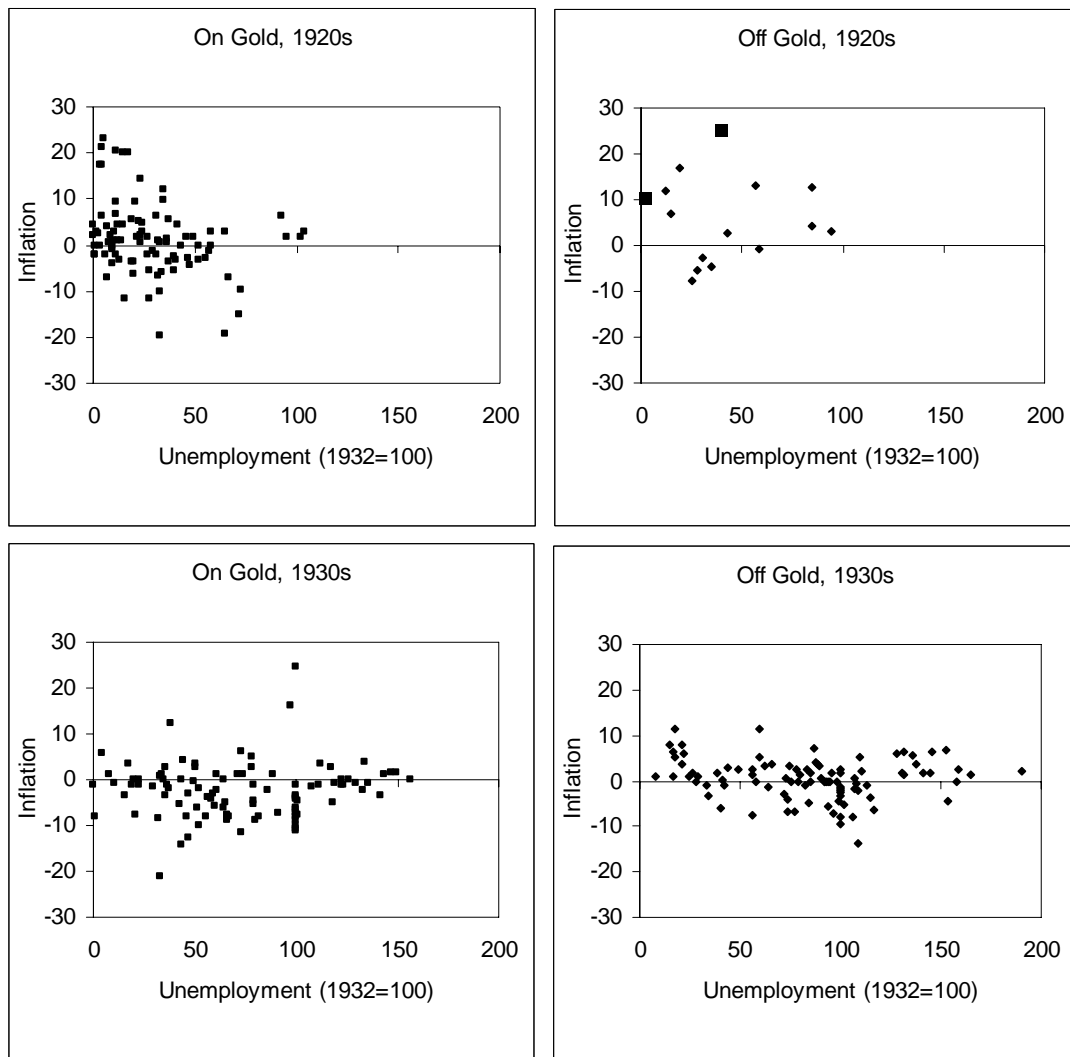 On Gold, 1920s
30
20
10
0
-10
-20
-30
Inflation
0 50 100 150 200
Unemployment (1932=100)
Off Gold, 1920s
30
20
10
0
-10
-20
-30
Inflation
0 50 100 150 200
Unemployment (1932=100)
On Gold, 1930s
30
20
10
0
-10
-20
-30
Inflation
0 50 100 150 200
Unemployment (1932=100)
Off Gold, 1930s
30
20
10
0
-10
-20
-30
Inflation
0 50 100 150 200
Unemployment (1932=100)